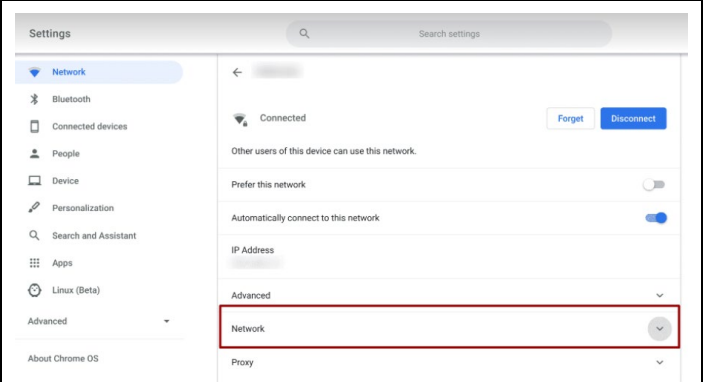 Settings
Search settings
Network
Bluetooth
Connected devices
People
Device
Personalization
Search and Assistant
Apps
Linux (Beta)
Advanced
About Chrome OS
Connected
Forget
Disconnect
Other users of this device can use this network.
Prefer this network
Automatically connect to this network
IP Address
Advanced
Network
Proxy